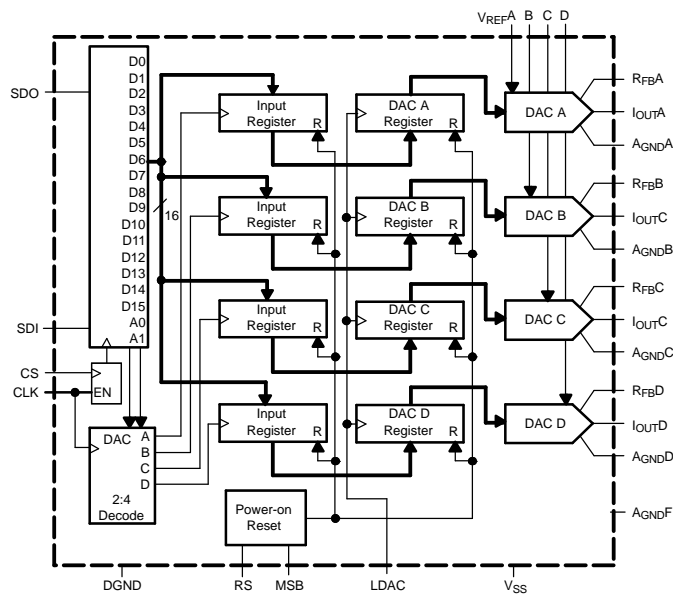 VREFA B C D
D0
D1
D2
D3
D4
D5
D6
D7
D8
D9
D10
D11
D12
D13
D14
D15
A0
A1
SDO
SDI
CS
CLK
EN
16
DAC
A
B
C
D
2:4
Decode
Input
Register
R
DAC A
Register
R
DAC A
RFBA
IOUTA
AGNDA
Input
Register
R
DAC B
Register
R
DAC B
RFBB
IOUTC
AGNDB
Input
Register
R
DAC C
Register
R
DAC C
RFBC
IOUTC
AGNDC
Input
Register
R
DAC D
Register
R
DAC D
RFBD
IOUTD
AGNDD
Power-on
Reset
AGNDF
DGND
RS
MSB
LDAC
VSS